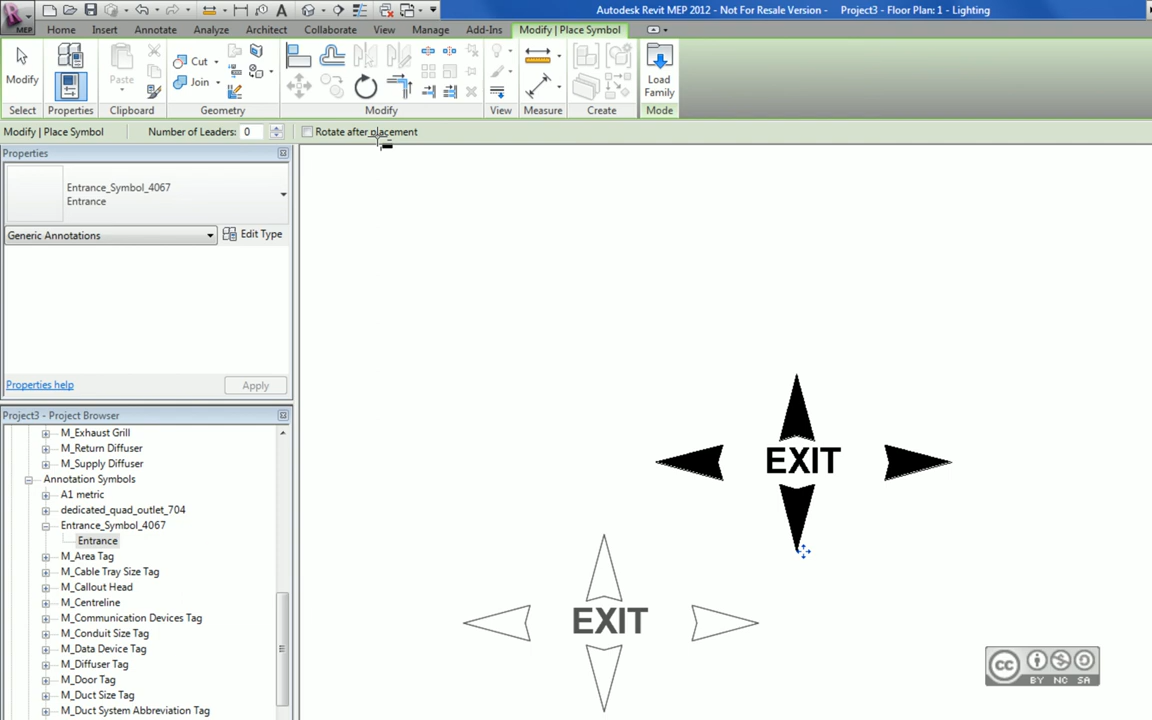 Autodesk Revit MEP 2012 - Not For Resale Version - Project3 - Floor Plan: 1 - Lighting
MEP
Home Insert Annotate Analyze Architect Collaborate View Manage Add-Ins Modify | Place Symbol
Modify
Paste
Cut
Join
Load
Family
Select Properties Clipboard Geometry Modify View Measure Create Mode
Modify | Place Symbol Number of Leaders: 0 Rotate after placement
Properties
Entrance_Symbol_4067
Entrance
Generic Annotations Edit Type
Properties help Apply
Project3 - Project Browser
M_Exhaust Grill
M_Return Diffuser
M_Supply Diffuser
Annotation Symbols
A1 metric
dedicated_quad_outlet_704
Entrance_Symbol_4067
Entrance
M_Area Tag
M_Cable Tray Size Tag
M_Callout Head
M_Centreline
M_Communication Devices Tag
M_Conduit Size Tag
M_Data Device Tag
M_Diffuser Tag
M_Door Tag
M_Duct Size Tag
M_Duct System Abbreviation Tag
EXIT
EXIT
cc
BY NC SA